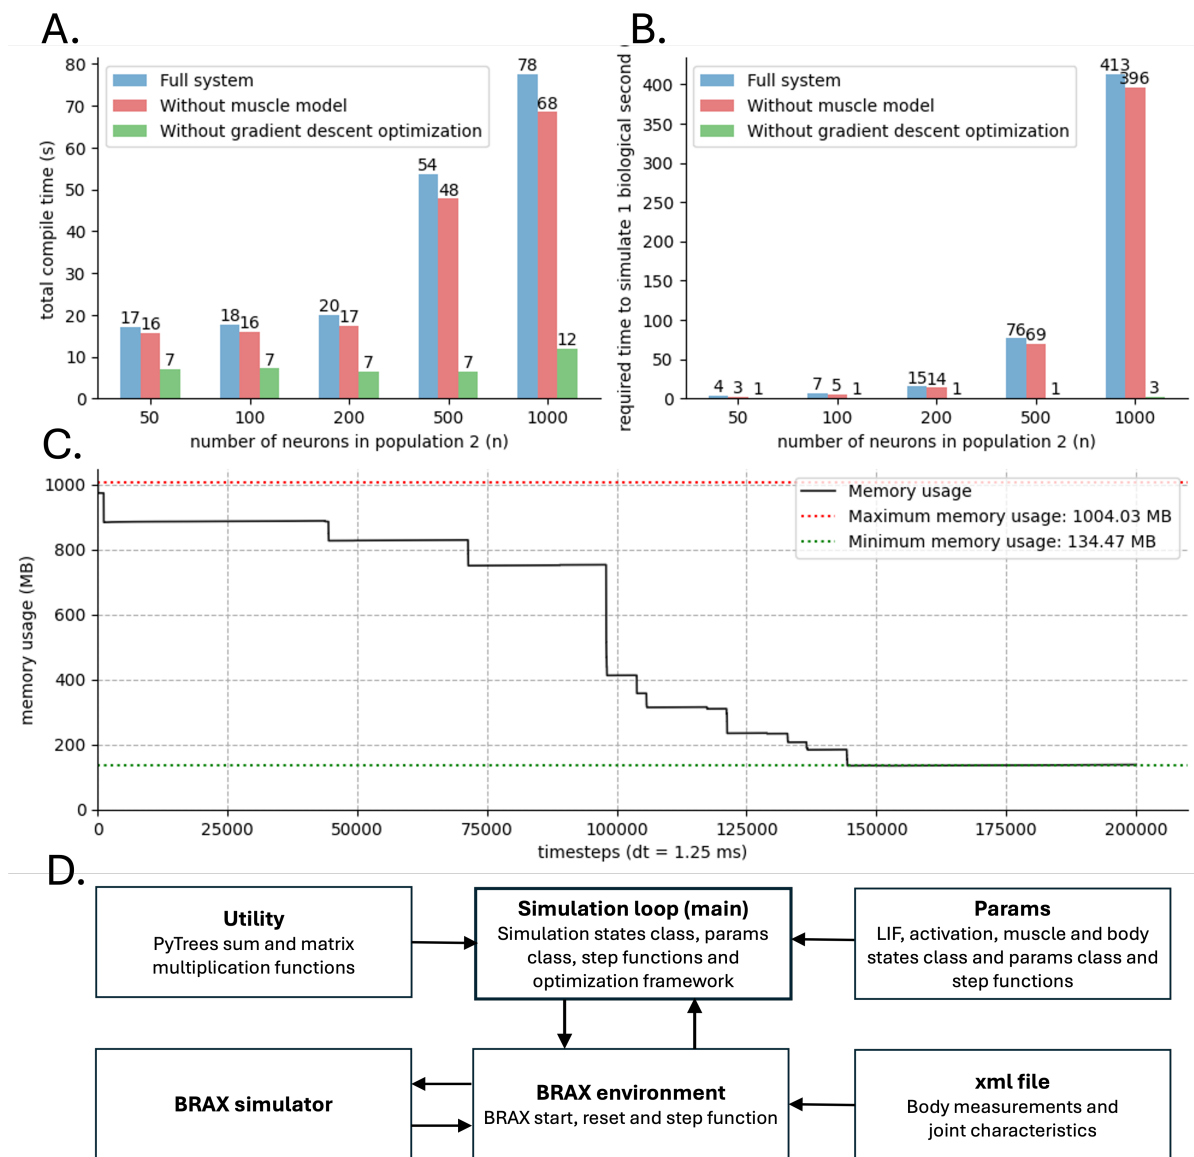 A.
80
70
60
50
40
30
20
10
0
total compile time (s)
Full system
Without muscle model
Without gradient descent optimization
17 16 7
18 16 7
20 17 7
54 48 7
78 68 12
50 100 200 500 1000
number of neurons in population 2 (n)
B.
400
350
300
250
200
150
100
50
0
required time to simulate 1 biological second
Full system
Without muscle model
Without gradient descent optimization
4 3 1
7 5 1
15 14 1
76 69 1
413 396 3
50 100 200 500 1000
number of neurons in population 2 (n)
C.
1000
800
600
400
200
0
memory usage (MB)
Memory usage
Maximum memory usage: 1004.03 MB
Minimum memory usage: 134.47 MB
0 25000 50000 75000 100000 125000 150000 175000 200000
timesteps (dt = 1.25 ms)
D.
Utility
PyTrees sum and matrix
multiplication functions
Simulation loop (main)
Simulation states class, params
class, step functions and
optimization framework
Params
LIF, activation, muscle and body
states class and params class and
step functions
BRAX simulator
BRAX environment
BRAX start, reset and step function
xml file
Body measurements and
joint characteristics